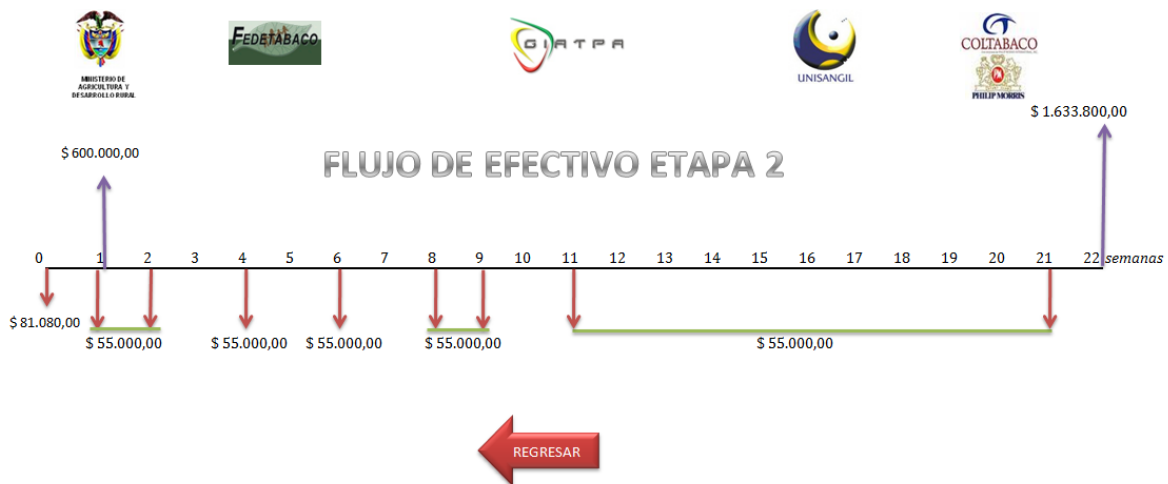 MINISTERIO DE
AGRICULTURA Y
DESARROLLO RURAL
FEDETABACO
GIATPA
UNISANGIL
COLTABACO
PHILIP MORRIS
$ 1.633.800,00
$ 600.000,00
FLUJO DE EFECTIVO ETAPA 2
0 1 2 3 4 5 6 7 8 9 10 11 12 13 14 15 16 17 18 19 20 21 22 semanas
$ 81.080,00
$ 55.000,00 $ 55.000,00 $ 55.000,00 $ 55.000,00 $ 55.000,00
REGRESAR